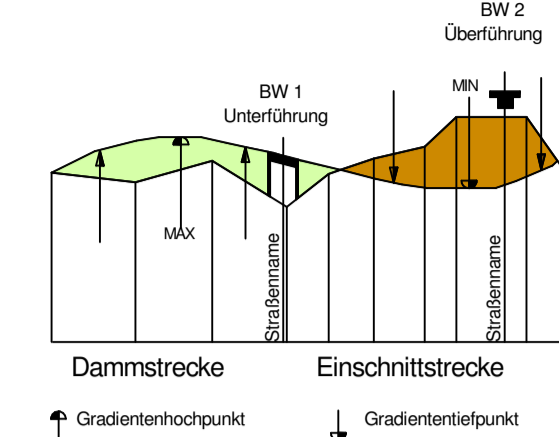 BW 2
Überführung
BW 1
Unterführung
MIN
MAX
Straßenname
Straßenname
Dammstrecke
Einschnittstrecke
Gradientenhochpunkt
Gradiententiefpunkt